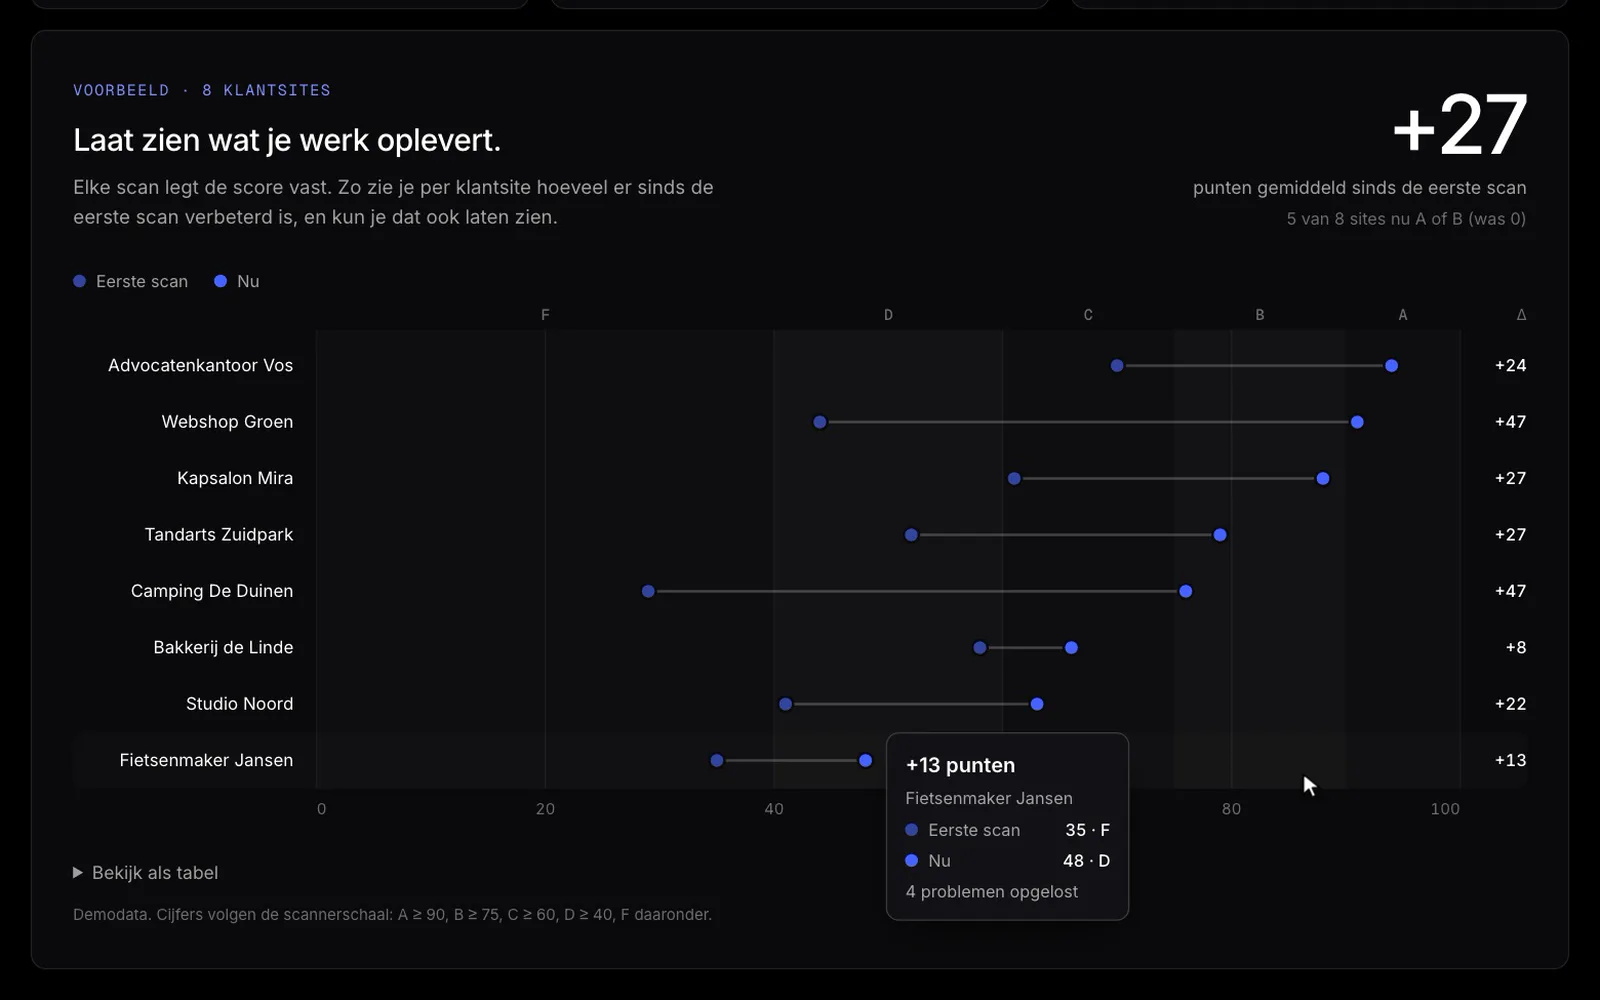 VOORBEELD · 8 KLANTSITES
Laat zien wat je werk oplevert.
Elke scan legt de score vast. Zo zie je per klantsite hoeveel er sinds de
eerste scan verbeterd is, en kun je dat ook laten zien.
+27
punten gemiddeld sinds de eerste scan
5 van 8 sites nu A of B (was 0)
Eerste scan
Nu
F D C B A Δ
Advocatenkantoor Vos +24
Webshop Groen +47
Kapsalon Mira +27
Tandarts Zuidpark +27
Camping De Duinen +47
Bakkerij de Linde +8
Studio Noord +22
Fietsenmaker Jansen +13
0 20 40 80 100
+13 punten
Fietsenmaker Jansen
Eerste scan 35 · F
Nu 48 · D
4 problemen opgelost
▶ Bekijk als tabel
Demodata. Cijfers volgen de scannerschaal: A ≥ 90, B ≥ 75, C ≥ 60, D ≥ 40, F daaronder.